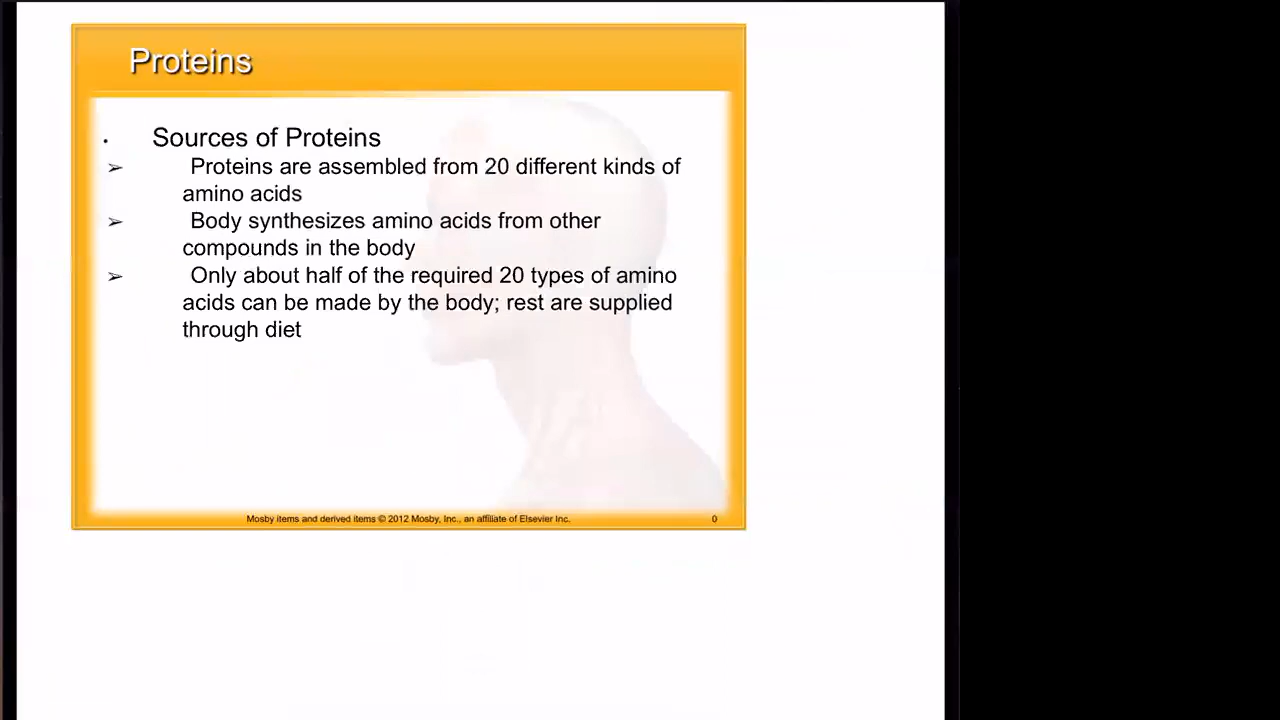 Proteins
• Sources of Proteins
➢ Proteins are assembled from 20 different kinds of
amino acids
➢ Body synthesizes amino acids from other
compounds in the body
➢ Only about half of the required 20 types of amino
acids can be made by the body; rest are supplied
through diet
Mosby items and derived items © 2012 Mosby, Inc., an affiliate of Elsevier Inc. 0